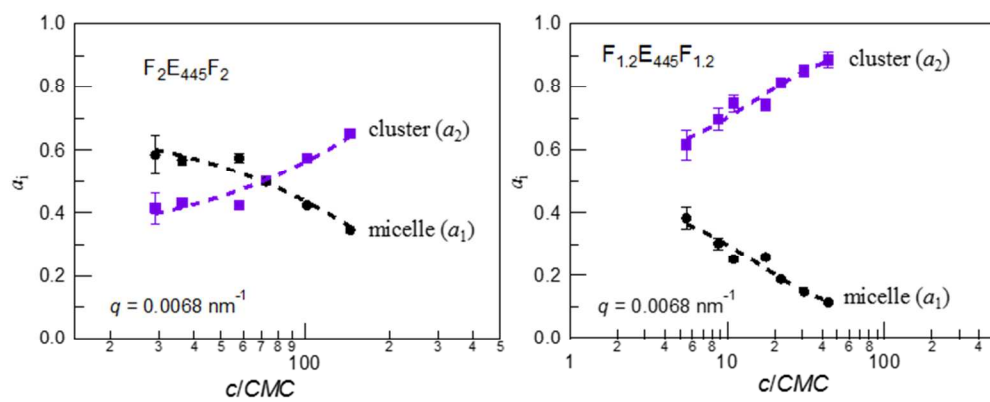 1.0
0.8
0.6
0.4
0.2
0.0
aᵢ
F₂E₄₄₅F₂
cluster (a₂)
micelle (a₁)
q = 0.0068 nm⁻¹
2 3 4 5 6 7 8 9 100 2 3 4 5
c/CMC
1.0
0.8
0.6
0.4
0.2
0.0
aᵢ
F₁.₂E₄₄₅F₁.₂
cluster (a₂)
micelle (a₁)
q = 0.0068 nm⁻¹
1 2 4 6 8 10 2 4 6 8 100 2 4
c/CMC